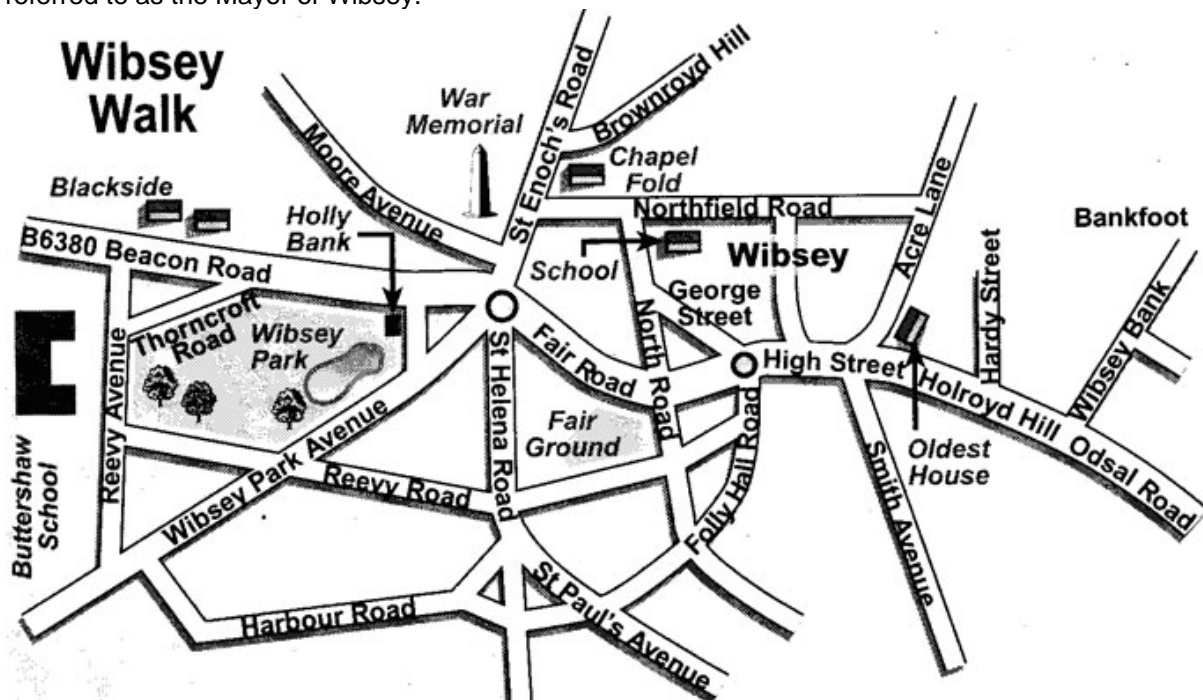 referred to as the Mayor of Wibsey.
Wibsey
Walk
War
Memorial
Moore Avenue
St Enoch's Road
Brownroyd Hill
Chapel
Fold
Blackside
Holly
Bank
Northfield Road
Acre Lane
Bankfoot
B6380 Beacon Road
School
Wibsey
George
Street
Hardy Street
Wibsey Bank
Thorncroft
Road
Wibsey
Park
Fair Road
North Road
High Street
Holroyd Hill
Odsal Road
Reevy Avenue
St Helena Road
Fair
Ground
Oldest
House
Buttershaw
School
Wibsey Park Avenue
Reevy Road
Folly Hall Road
Smith Avenue
Harbour Road
St Paul's Avenue